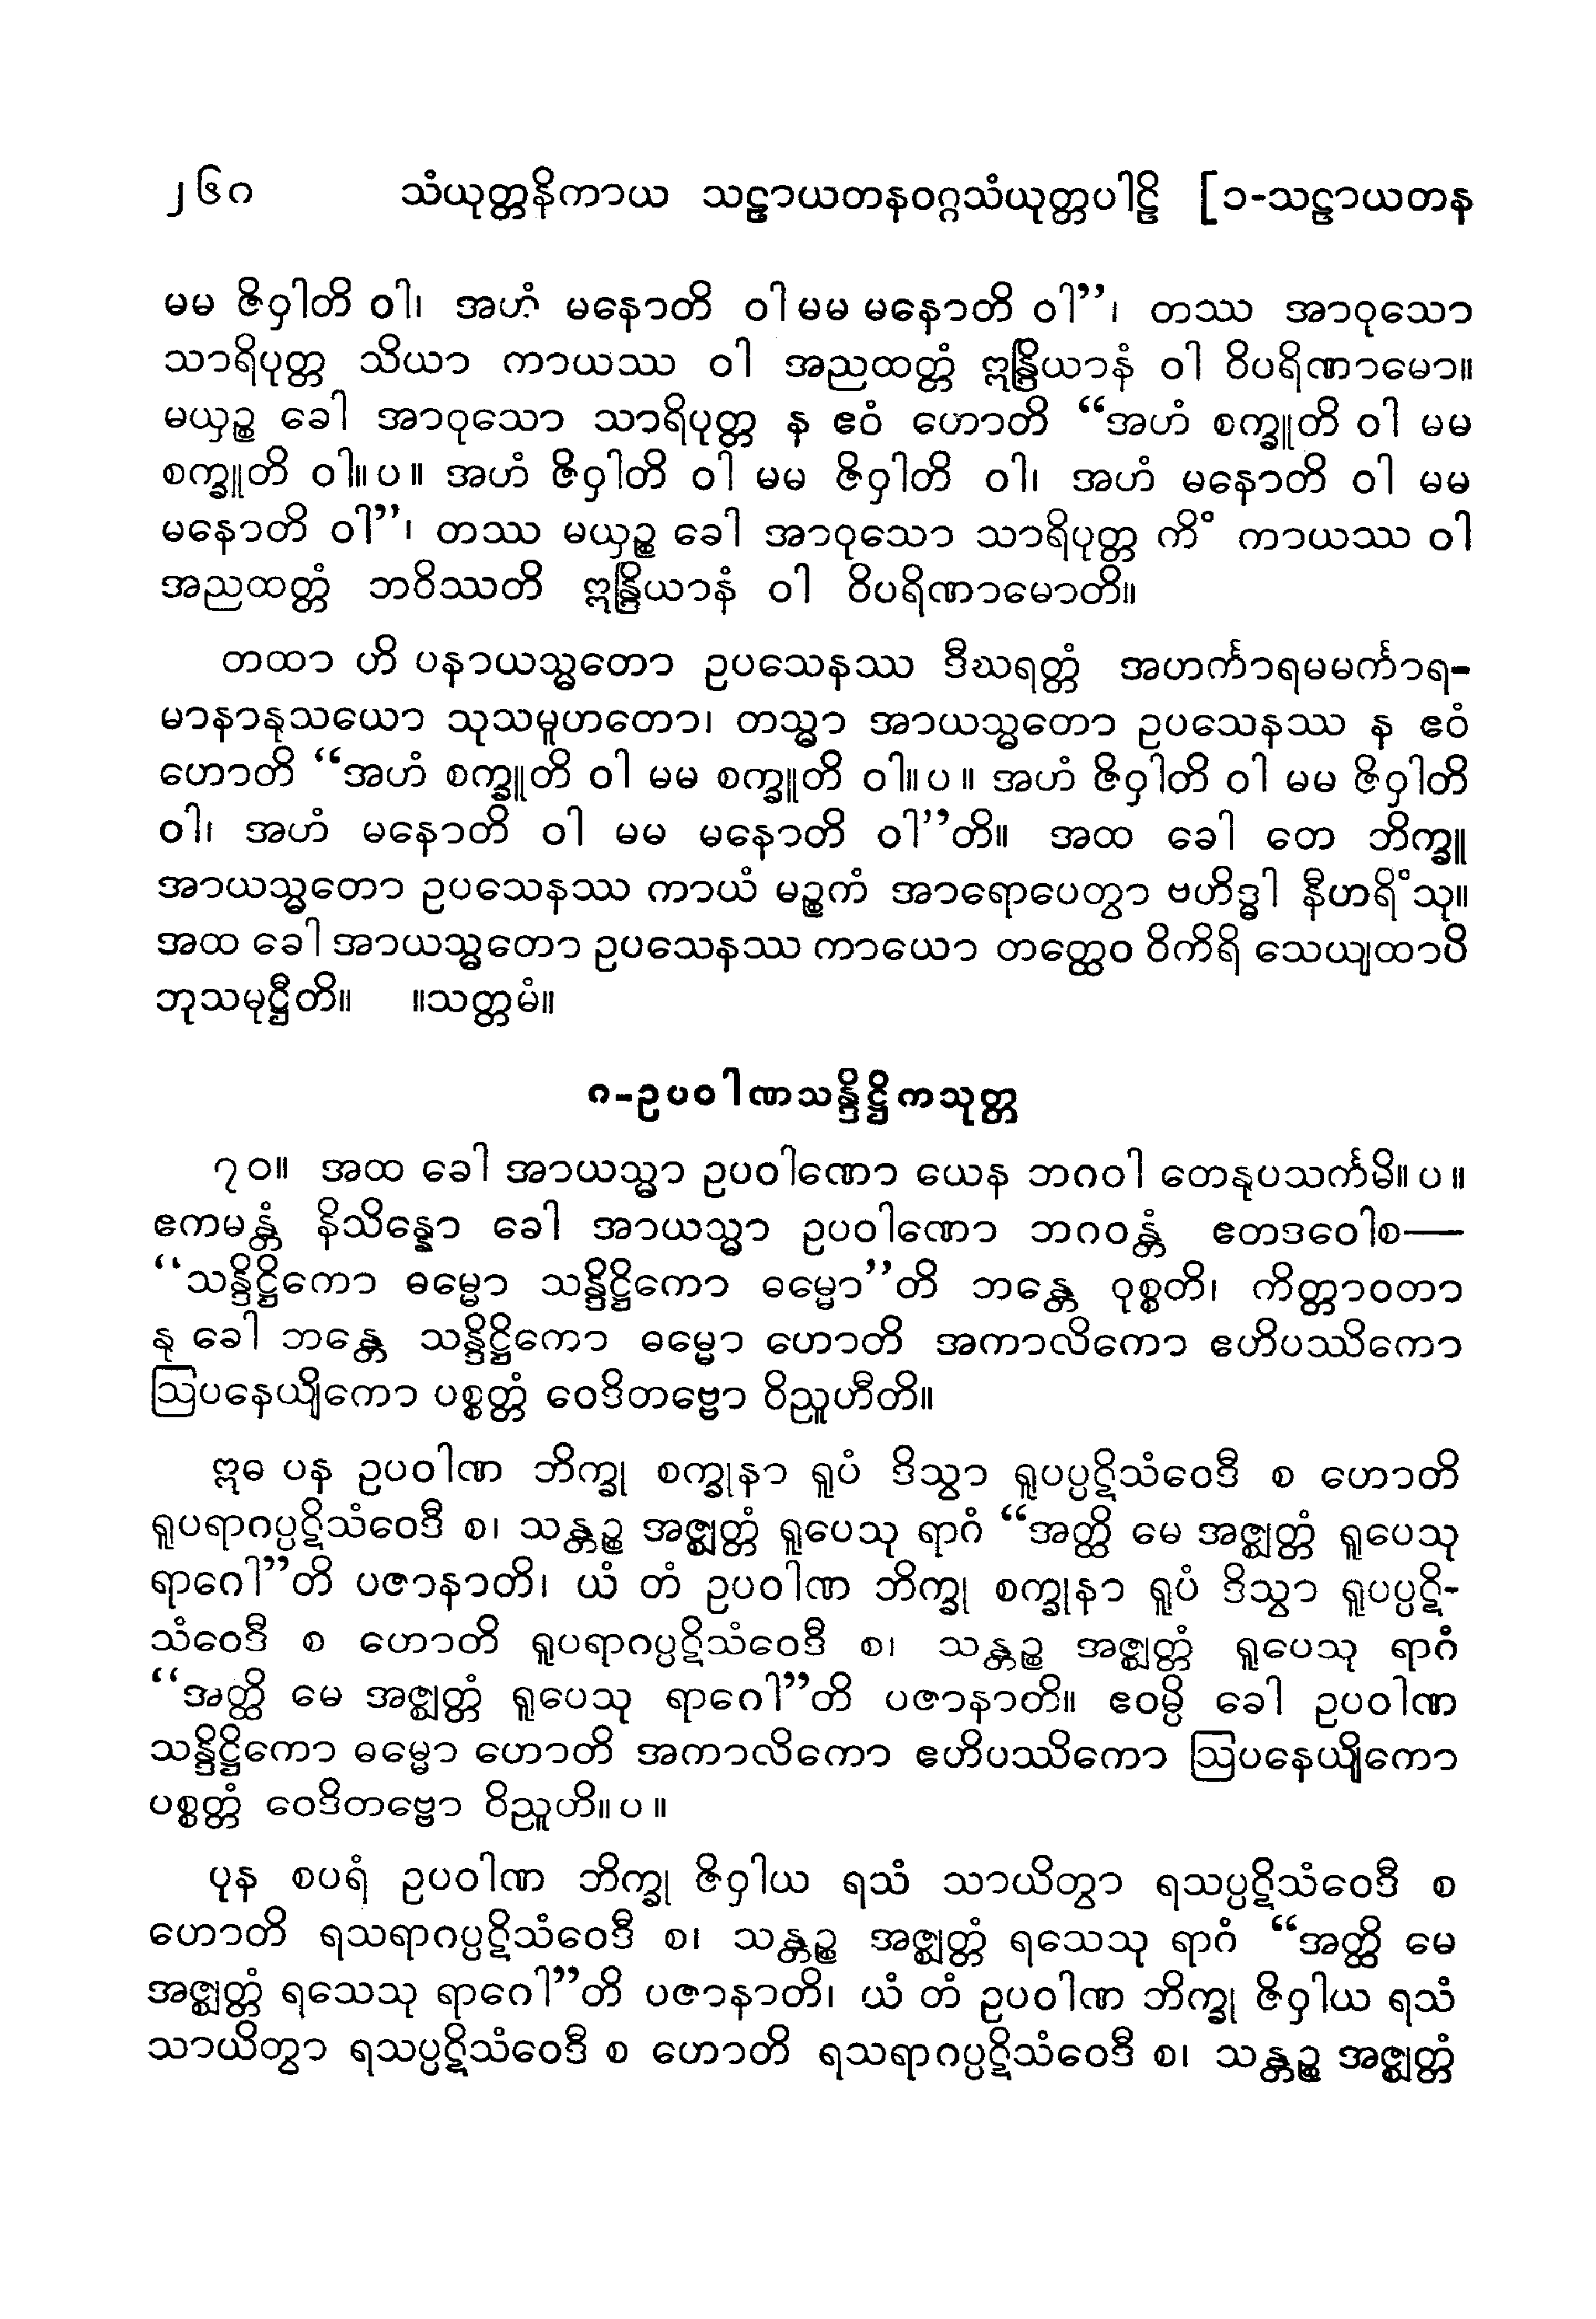 ၂၆၈ သံယုတ္တနိကာယ သဠာယတနဝဂ္ဂသံယုတ္တပါဠိ [၁-သဠာယတန
မမ ဇိဝှါတိ ဝါ၊ အဟံ မနောတိ ဝါ မမ မနောတိ ဝါ”၊ တဿ အာဝုသော
သာရိပုတ္တ သိယာ ကာယဿ ဝါ အညထတ္တံ ဣန္ဒြိယာနံ ဝါ ဝိပရိဏာမော။
မယှဉ္စ ခေါ အာဝုသော သာရိပုတ္တ န ဧဝံ ဟောတိ “အဟံ စက္ခူတိ ဝါ မမ
စက္ခူတိ ဝါ။ပ။ အဟံ ဇိဝှါတိ ဝါ မမ ဇိဝှါတိ ဝါ၊ အဟံ မနောတိ ဝါ မမ
မနောတိ ဝါ”၊ တဿ မယှဉ္စ ခေါ အာဝုသော သာရိပုတ္တ ကိံ ကာယဿ ဝါ
အညထတ္တံ ဘဝိဿတိ ဣန္ဒြိယာနံ ဝါ ဝိပရိဏာမောတိ။
တထာ ဟိ ပနာယသ္မတော ဥပသေနဿ ဒီဃရတ္တံ အဟင်္ကာရမမင်္ကာရ-
မာနာနုသယော သုသမူဟတော၊ တသ္မာ အာယသ္မတော ဥပသေနဿ န ဧဝံ
ဟောတိ “အဟံ စက္ခူတိ ဝါ မမ စက္ခူတိ ဝါ။ပ။ အဟံ ဇိဝှါတိ ဝါ မမ ဇိဝှါတိ
ဝါ၊ အဟံ မနောတိ ဝါ မမ မနောတိ ဝါ”တိ။ အထ ခေါ တေ ဘိက္ခူ
အာယသ္မတော ဥပသေနဿ ကာယံ မဉ္စကံ အာရောပေတွာ ဗဟိဒ္ဓါ နီဟရိံသု။
အထ ခေါ အာယသ္မတော ဥပသေနဿ ကာယော တတ္ထေဝ ဝိကိရိ သေယျထာပိ
ဘုသမုဋ္ဌီတိ။ ။သတ္တမံ။
၈-ဥပဝါဏသန္ဒိဋ္ဌိကသုတ္တ
၇၀။ အထ ခေါ အာယသ္မာ ဥပဝါဏော ယေန ဘဂဝါ တေနုပသင်္ကမိ။ပ။
ဧကမန္တံ နိသိန္နော ခေါ အာယသ္မာ ဥပဝါဏော ဘဂဝန္တံ ဧတဒဝေါစ—
“သန္ဒိဋ္ဌိကော ဓမ္မော သန္ဒိဋ္ဌိကော ဓမ္မော”တိ ဘန္တေ ဝုစ္စတိ၊ ကိတ္တာဝတာ
နု ခေါ ဘန္တေ သန္ဒိဋ္ဌိကော ဓမ္မော ဟောတိ အကာလိကော ဧဟိပဿိကော
ဩပနေယျိကော ပစ္စတ္တံ ဝေဒိတဗ္ဗော ဝိညူဟီတိ။
ဣဓ ပန ဥပဝါဏ ဘိက္ခု စက္ခုနာ ရူပံ ဒိသွာ ရူပပ္ပဋိသံဝေဒီ စ ဟောတိ
ရူပရာဂပ္ပဋိသံဝေဒီ စ၊ သန္တဉ္စ အဇ္ဈတ္တံ ရူပေသု ရာဂံ “အတ္ထိ မေ အဇ္ဈတ္တံ ရူပေသု
ရာဂေါ”တိ ပဇာနာတိ၊ ယံ တံ ဥပဝါဏ ဘိက္ခု စက္ခုနာ ရူပံ ဒိသွာ ရူပပ္ပဋိ-
သံဝေဒီ စ ဟောတိ ရူပရာဂပ္ပဋိသံဝေဒီ စ၊ သန္တဉ္စ အဇ္ဈတ္တံ ရူပေသု ရာဂံ
“အတ္ထိ မေ အဇ္ဈတ္တံ ရူပေသု ရာဂေါ”တိ ပဇာနာတိ။ ဧဝမ္ပိ ခေါ ဥပဝါဏ
သန္ဒိဋ္ဌိကော ဓမ္မော ဟောတိ အကာလိကော ဧဟိပဿိကော ဩပနေယျိကော
ပစ္စတ္တံ ဝေဒိတဗ္ဗော ဝိညူဟိ။ပ။
ပုန စပရံ ဥပဝါဏ ဘိက္ခု ဇိဝှါယ ရသံ သာယိတွာ ရသပ္ပဋိသံဝေဒီ စ
ဟောတိ ရသရာဂပ္ပဋိသံဝေဒီ စ၊ သန္တဉ္စ အဇ္ဈတ္တံ ရသေသု ရာဂံ “အတ္ထိ မေ
အဇ္ဈတ္တံ ရသေသု ရာဂေါ”တိ ပဇာနာတိ၊ ယံ တံ ဥပဝါဏ ဘိက္ခု ဇိဝှါယ ရသံ
သာယိတွာ ရသပ္ပဋိသံဝေဒီ စ ဟောတိ ရသရာဂပ္ပဋိသံဝေဒီ စ၊ သန္တဉ္စ အဇ္ဈတ္တံ